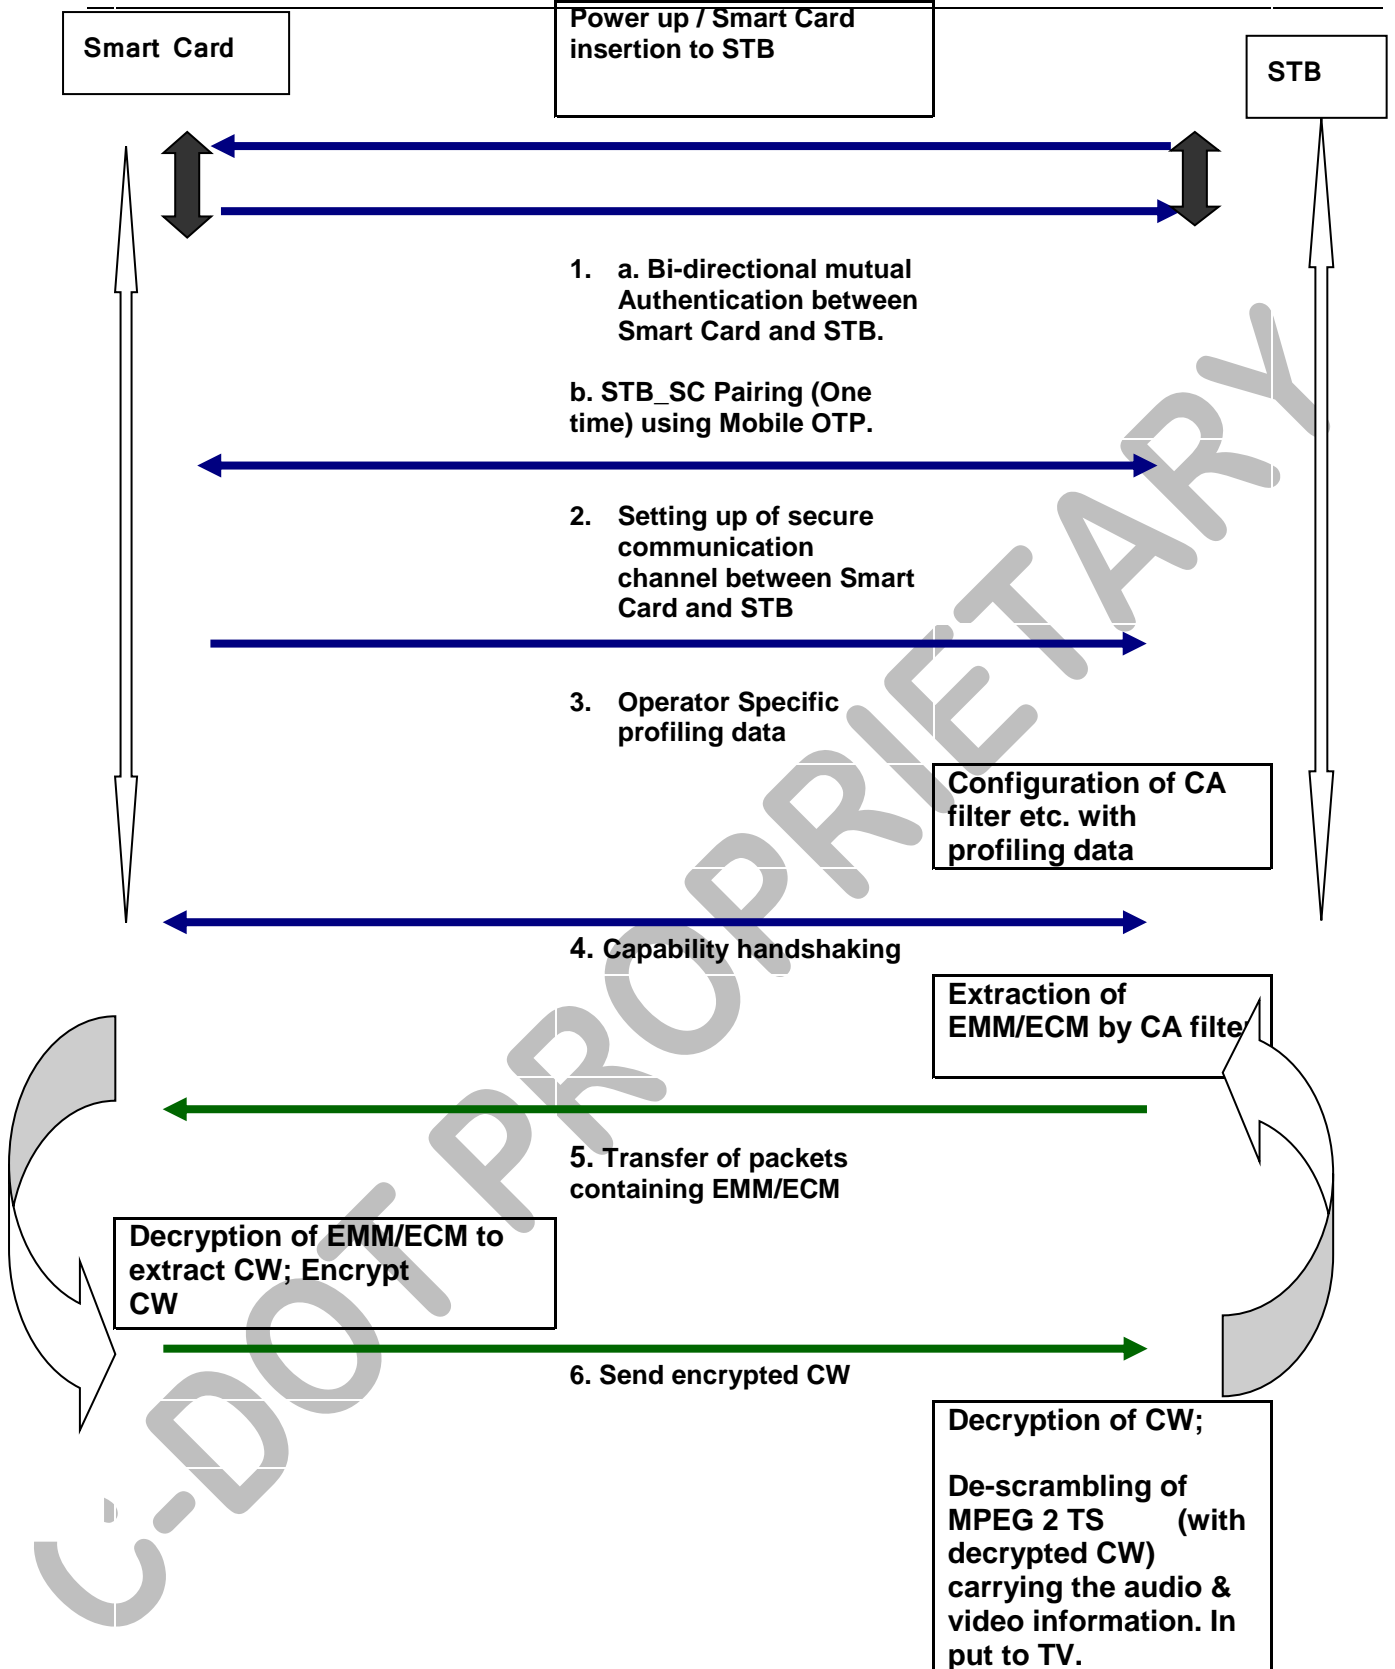 Power up / Smart Card
insertion to STB
Smart Card
STB
1. a. Bi-directional mutual
Authentication between
Smart Card and STB.
b. STB_SC Pairing (One
time) using Mobile OTP.
2. Setting up of secure
communication
channel between Smart
Card and STB
3. Operator Specific
profiling data
Configuration of CA
filter etc. with
profiling data
4. Capability handshaking
Extraction of
EMM/ECM by CA filter
5. Transfer of packets
containing EMM/ECM
Decryption of EMM/ECM to
extract CW; Encrypt
CW
6. Send encrypted CW
Decryption of CW;
De-scrambling of
MPEG 2 TS (with
decrypted CW)
carrying the audio &
video information. In
put to TV.
C-DOT PROPRIETARY